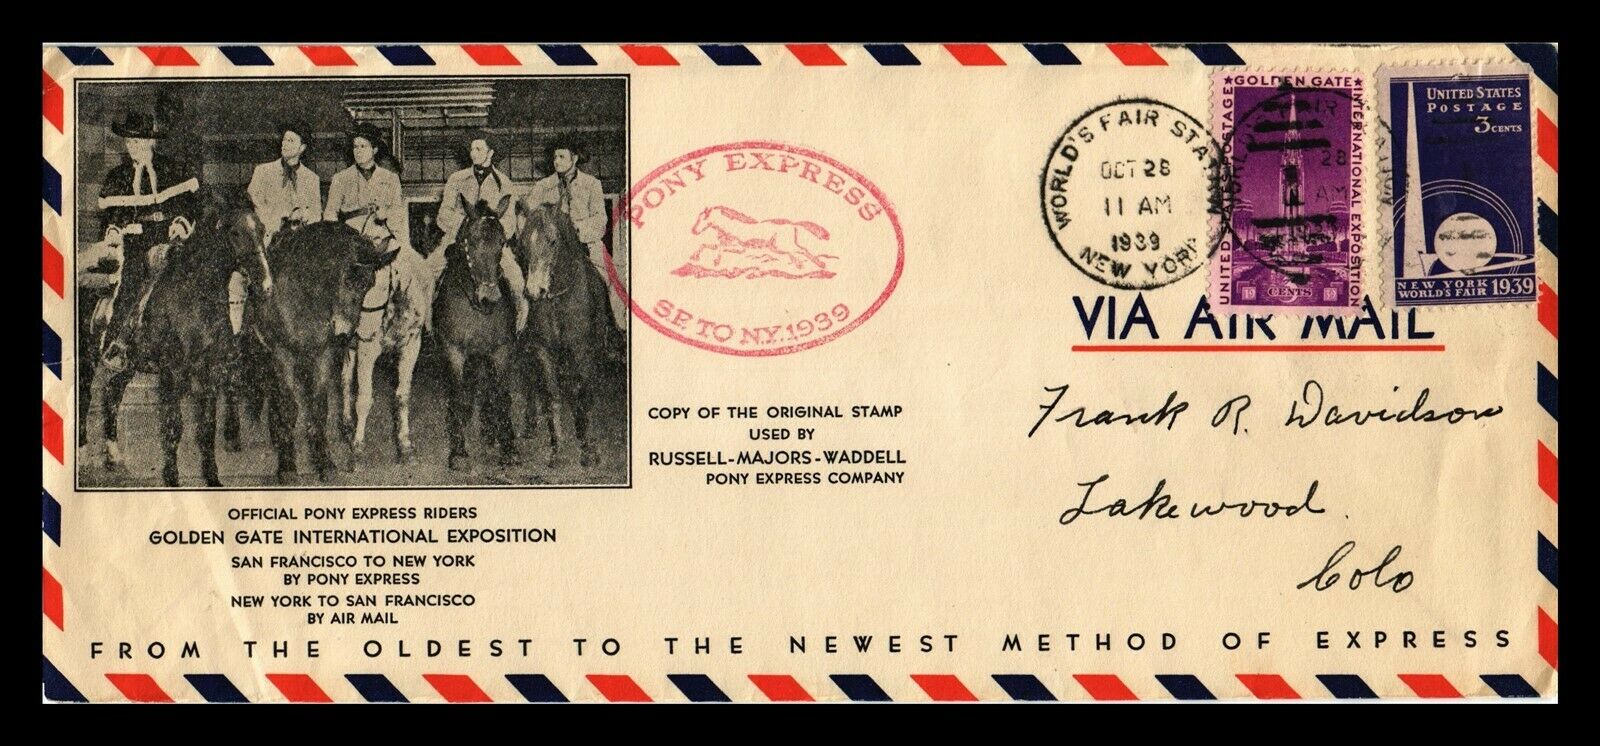 PONY EXPRESS
S.F. TO N.Y. 1939
COPY OF THE ORIGINAL STAMP
USED BY
RUSSELL-MAJORS-WADDELL
PONY EXPRESS COMPANY
OFFICIAL PONY EXPRESS RIDERS
GOLDEN GATE INTERNATIONAL EXPOSITION
SAN FRANCISCO TO NEW YORK
BY PONY EXPRESS
NEW YORK TO SAN FRANCISCO
BY AIR MAIL
FROM THE OLDEST TO THE NEWEST METHOD OF EXPRESS
WORLD'S FAIR STATION
OCT 28
11 AM
1939
NEW YORK
GOLDEN GATE
INTERNATIONAL EXPOSITION
UNITED STATES POSTAGE
19 CENTS 39
UNITED STATES
POSTAGE
3 CENTS
NEW YORK
WORLD'S FAIR 1939
VIA AIR MAIL
Frank R. Davidson
Lakewood.
Colo